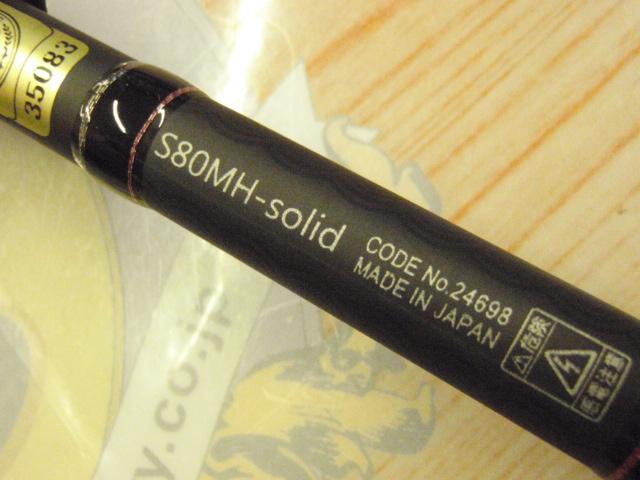 35083
S80MH-solid
CODE No.24698
MADE IN JAPAN
⚠危険
感電注意
y.co.jp